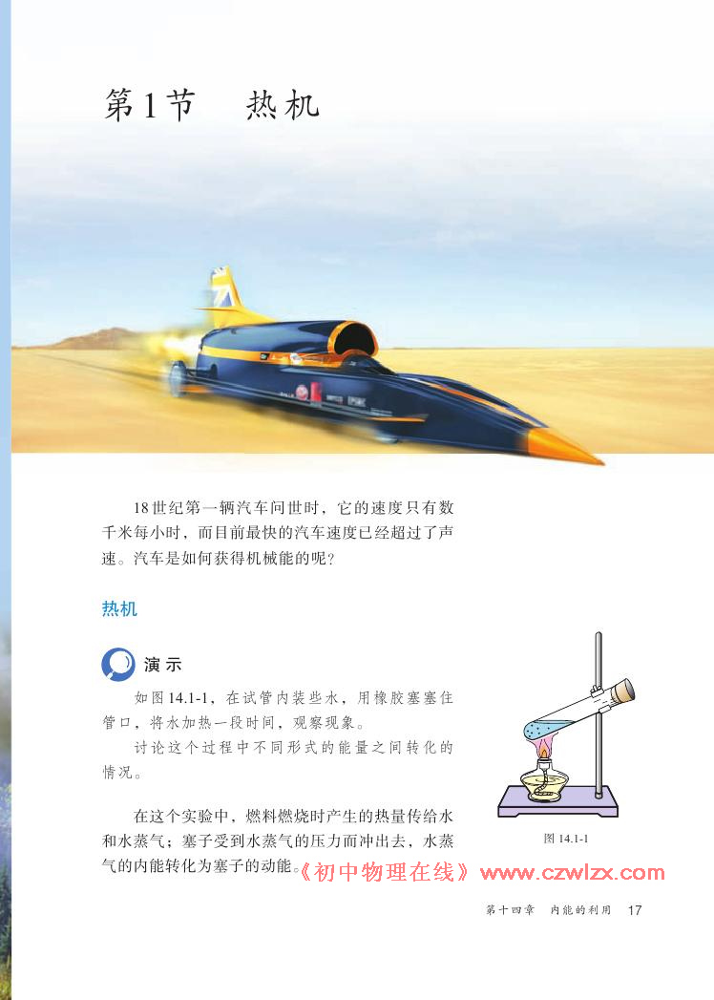 第1节 热机
18世纪第一辆汽车问世时，它的速度只有数
千米每小时，而目前最快的汽车速度已经超过了声
速。汽车是如何获得机械能的呢？
热机
演示
如图14.1-1，在试管内装些水，用橡胶塞塞住
管口，将水加热一段时间，观察现象。
讨论这个过程中不同形式的能量之间转化的
情况。
在这个实验中，燃料燃烧时产生的热量传给水
和水蒸气；塞子受到水蒸气的压力而冲出去，水蒸
气的内能转化为塞子的动能。
图 14.1-1
《初中物理在线》www.czwlzx.com
第十四章 内能的利用 17